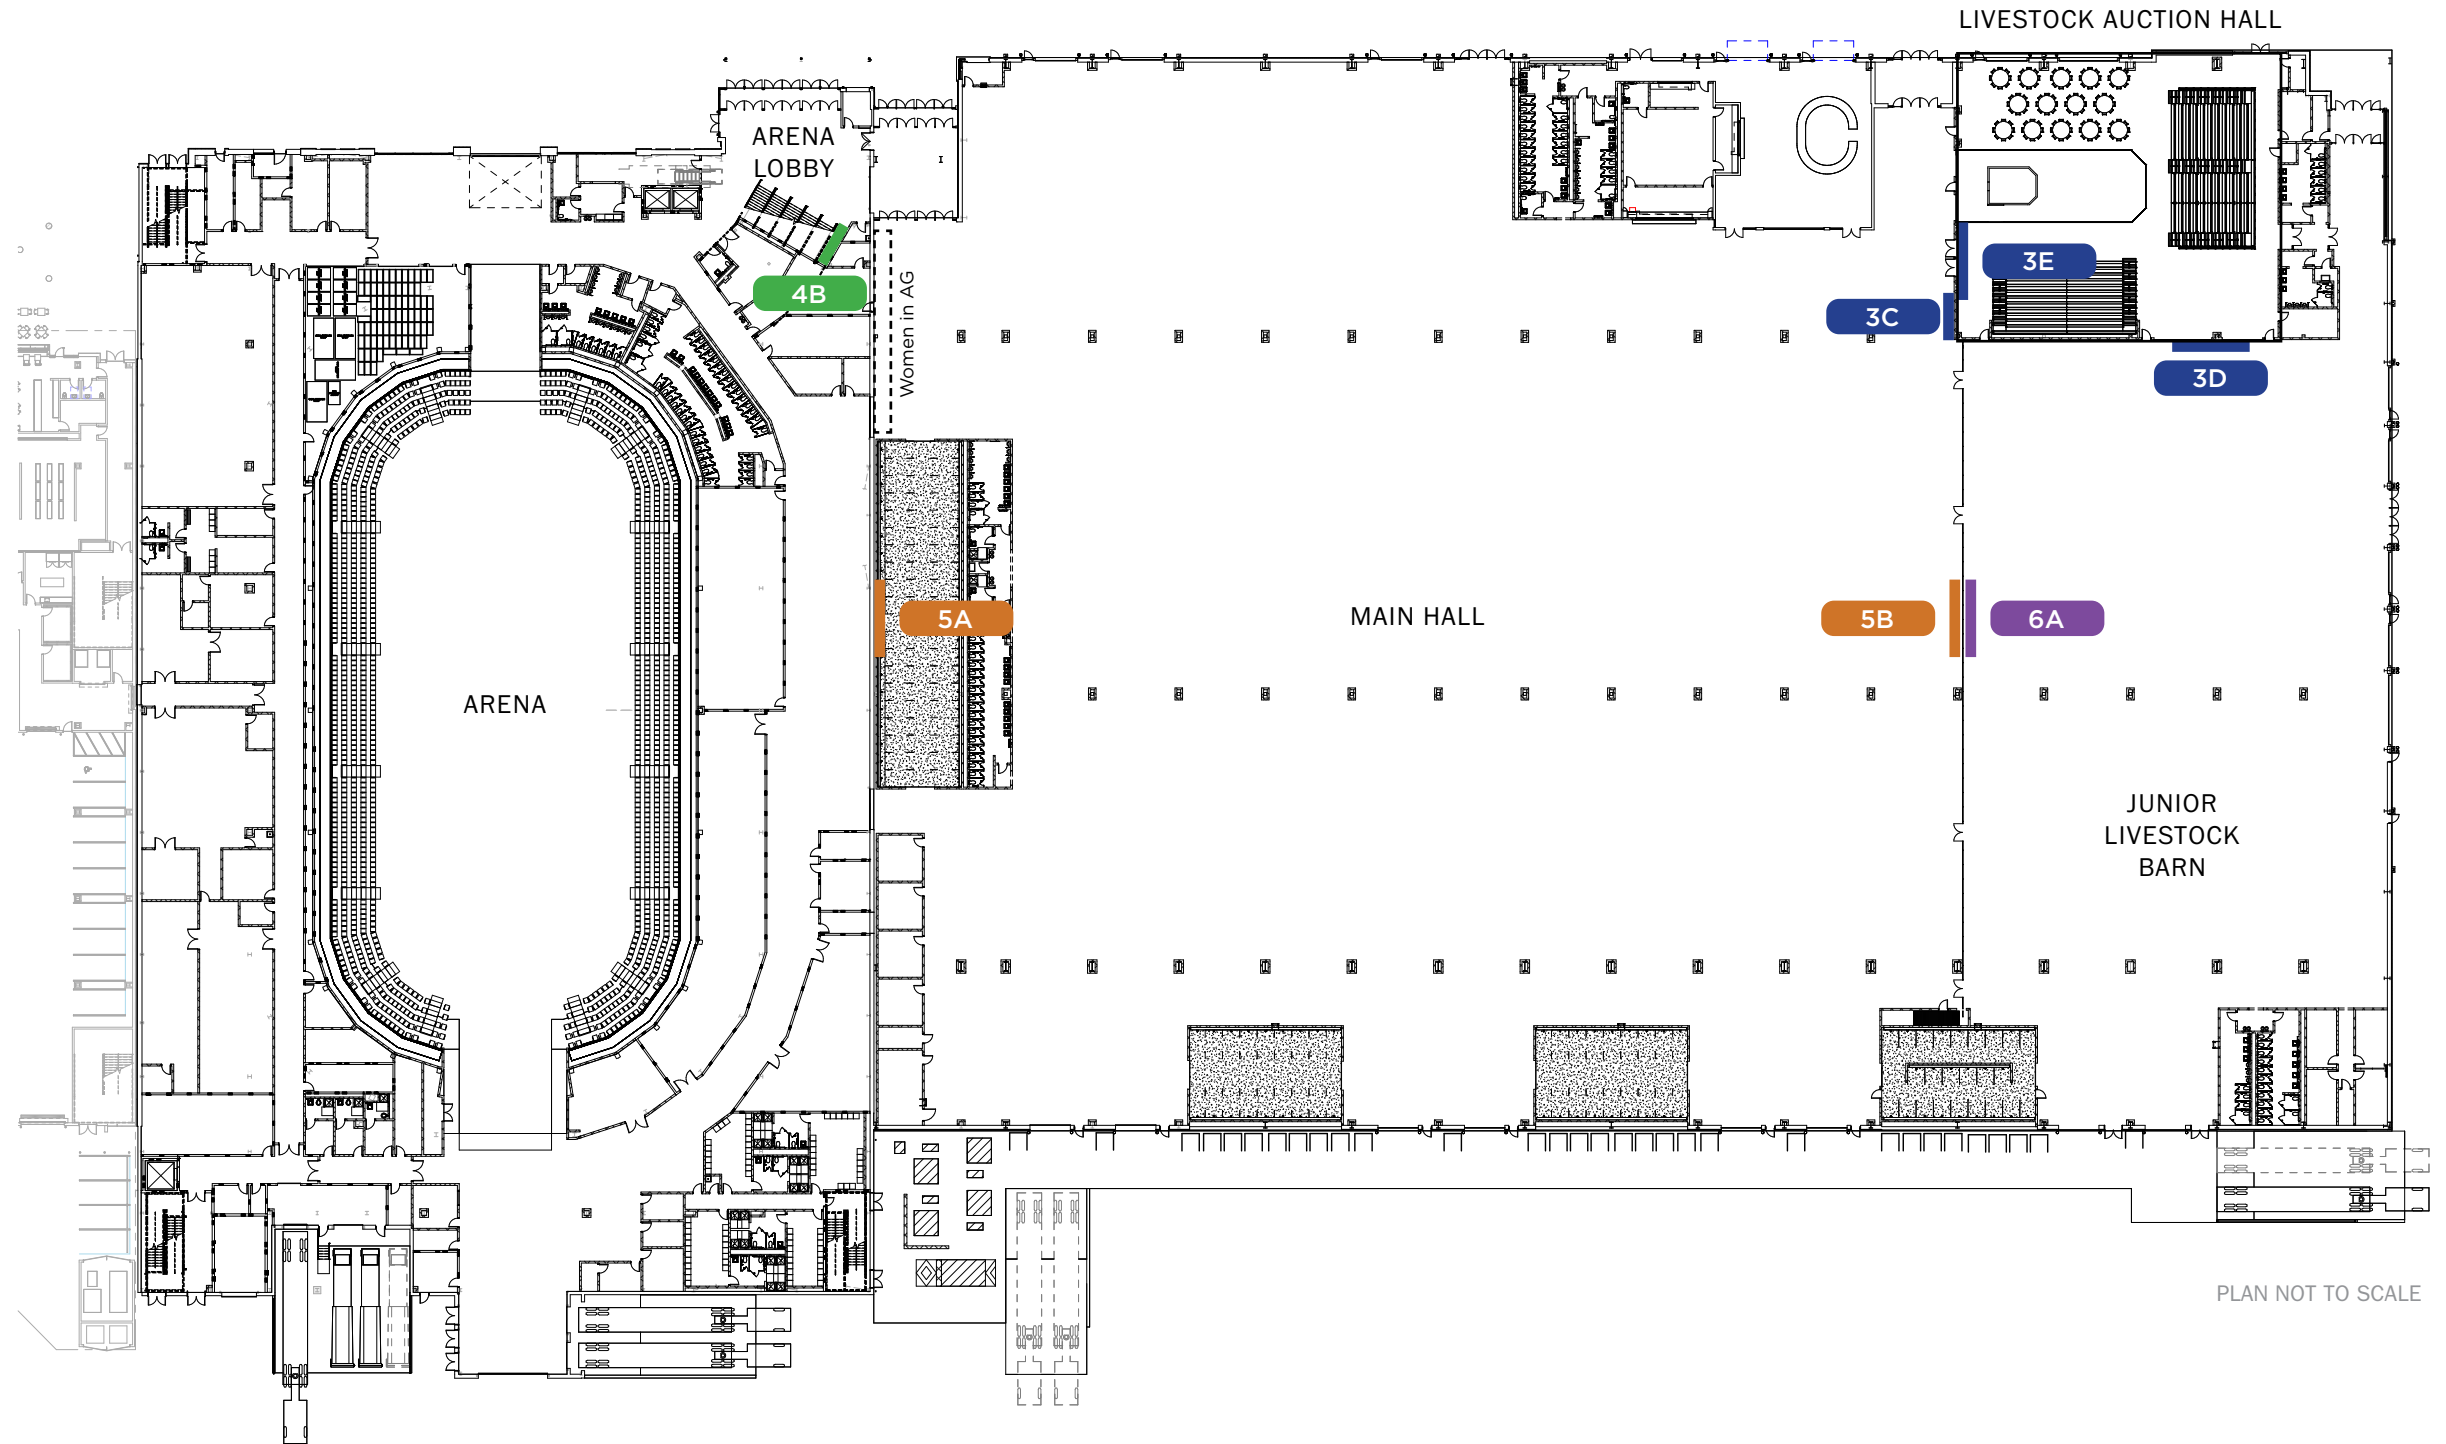 LIVESTOCK AUCTION HALL
ARENA
LOBBY
3E
4B
3C
Women in AG
3D
5A
MAIN HALL
5B
6A
ARENA
JUNIOR
LIVESTOCK
BARN
PLAN NOT TO SCALE